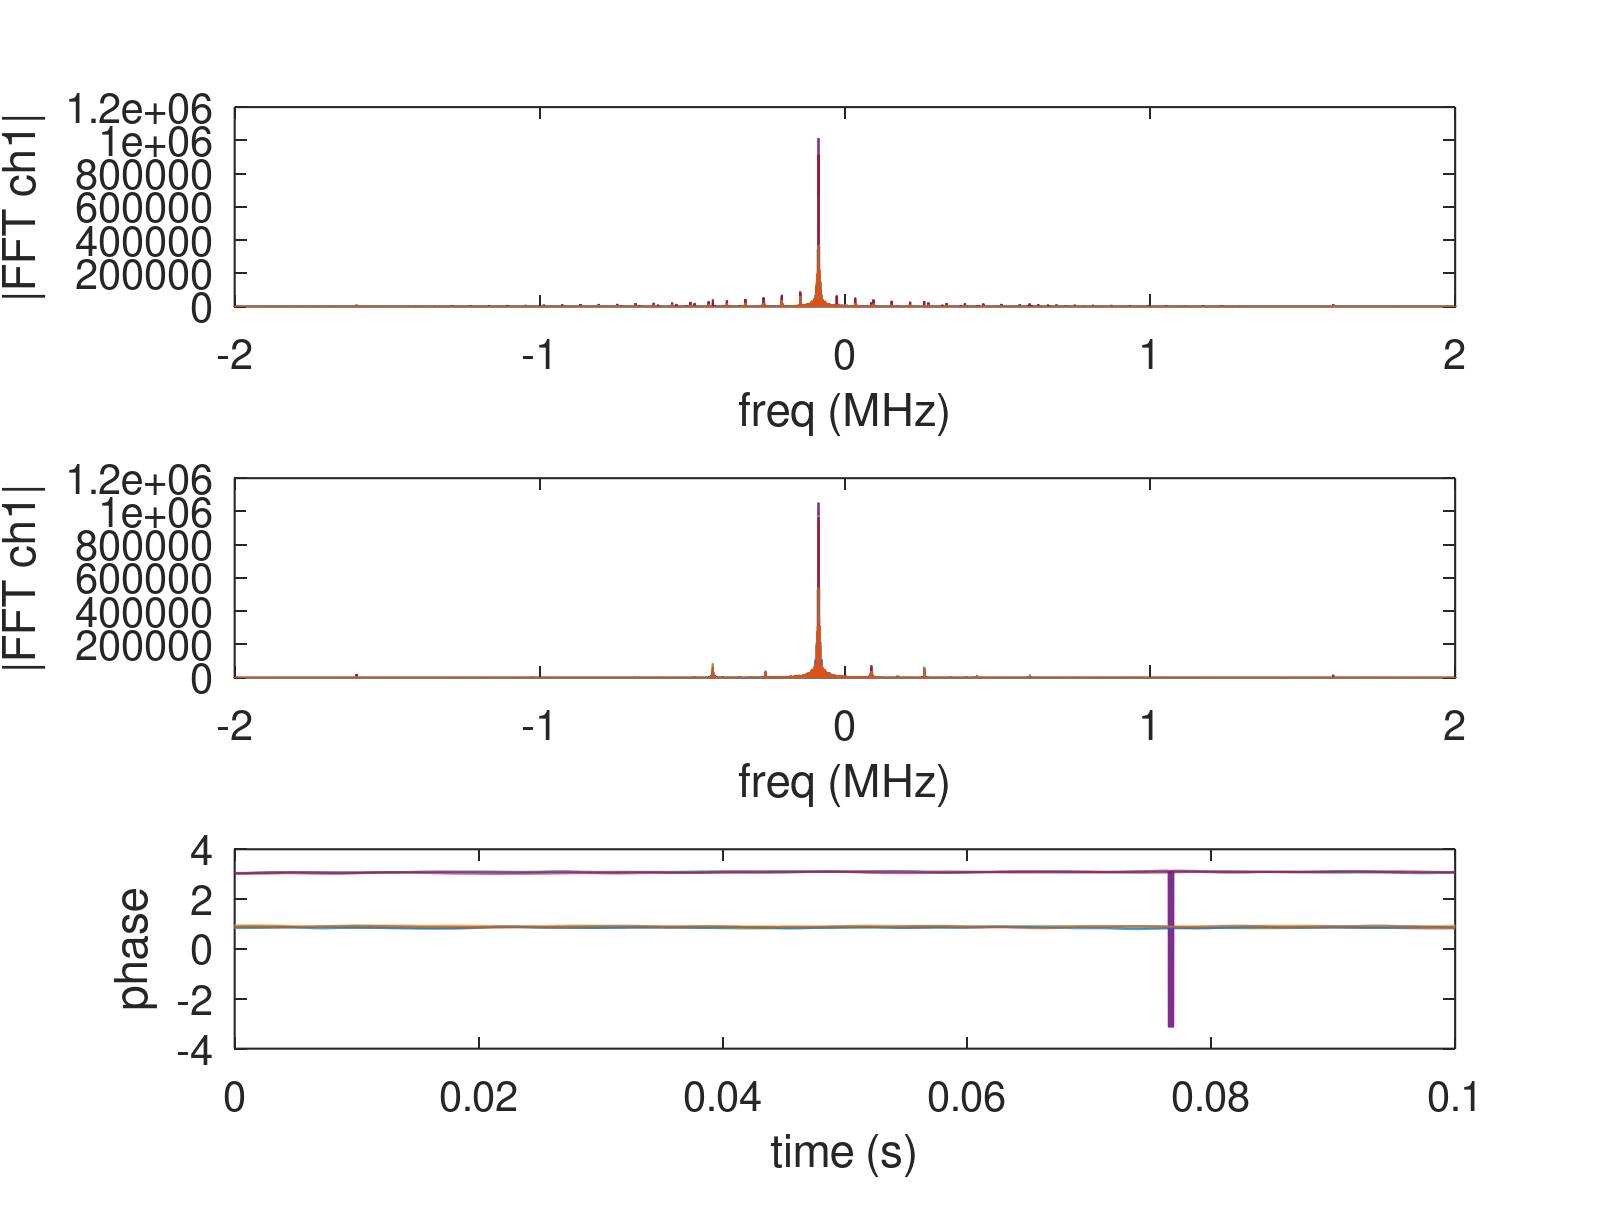 |FFT ch1|
1.2e+06
1e+06
800000
600000
400000
200000
0
-2 -1 0 1 2
freq (MHz)
|FFT ch1|
1.2e+06
1e+06
800000
600000
400000
200000
0
-2 -1 0 1 2
freq (MHz)
phase
4
2
0
-2
-4
0 0.02 0.04 0.06 0.08 0.1
time (s)